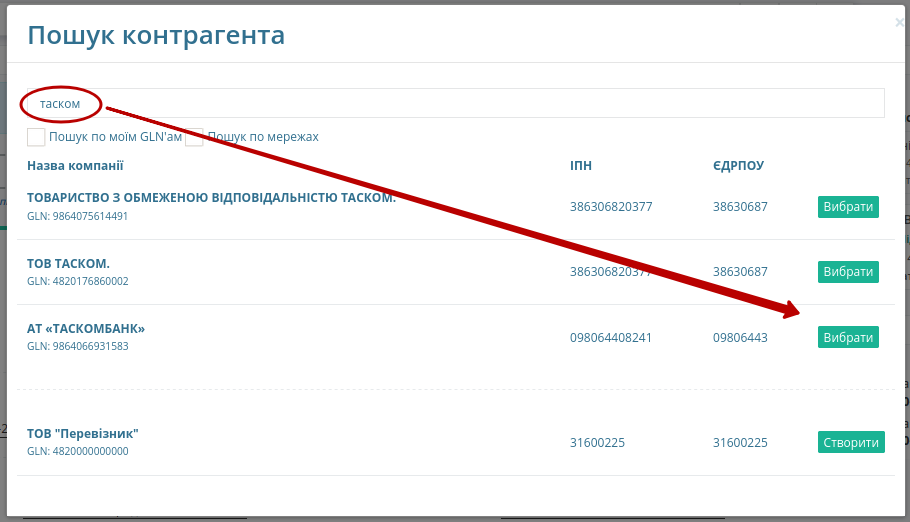 Пошук контрагента
×
таском
Пошук по моїм GLN'ам Пошук по мережах
Назва компанії ІПН ЄДРПОУ
ТОВАРИСТВО З ОБМЕЖЕНОЮ ВІДПОВІДАЛЬНІСТЮ ТАСКОМ.
GLN: 9864075614491
386306820377 38630687 Вибрати
ТОВ ТАСКОМ.
GLN: 4820176860002
386306820377 38630687 Вибрати
АТ «ТАСКОМБАНК»
GLN: 9864066931583
098064408241 09806443 Вибрати
ТОВ "Перевізник"
GLN: 4820000000000
31600225 31600225 Створити